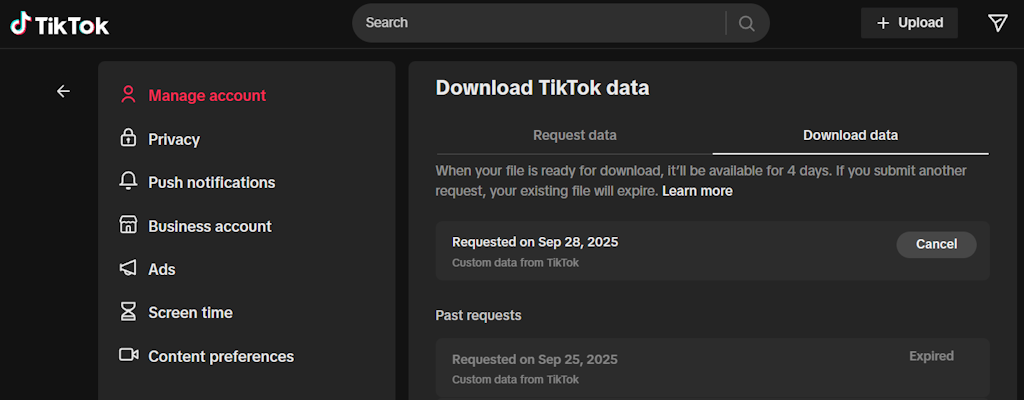 TikTok
Search
Upload
Manage account
Privacy
Push notifications
Business account
Ads
Screen time
Content preferences
Download TikTok data
Request data
Download data
When your file is ready for download, it'll be available for 4 days. If you submit another
request, your existing file will expire. Learn more
Requested on Sep 28, 2025
Cancel
Custom data from TikTok
Past requests
Requested on Sep 25, 2025
Expired
Custom data from TikTok